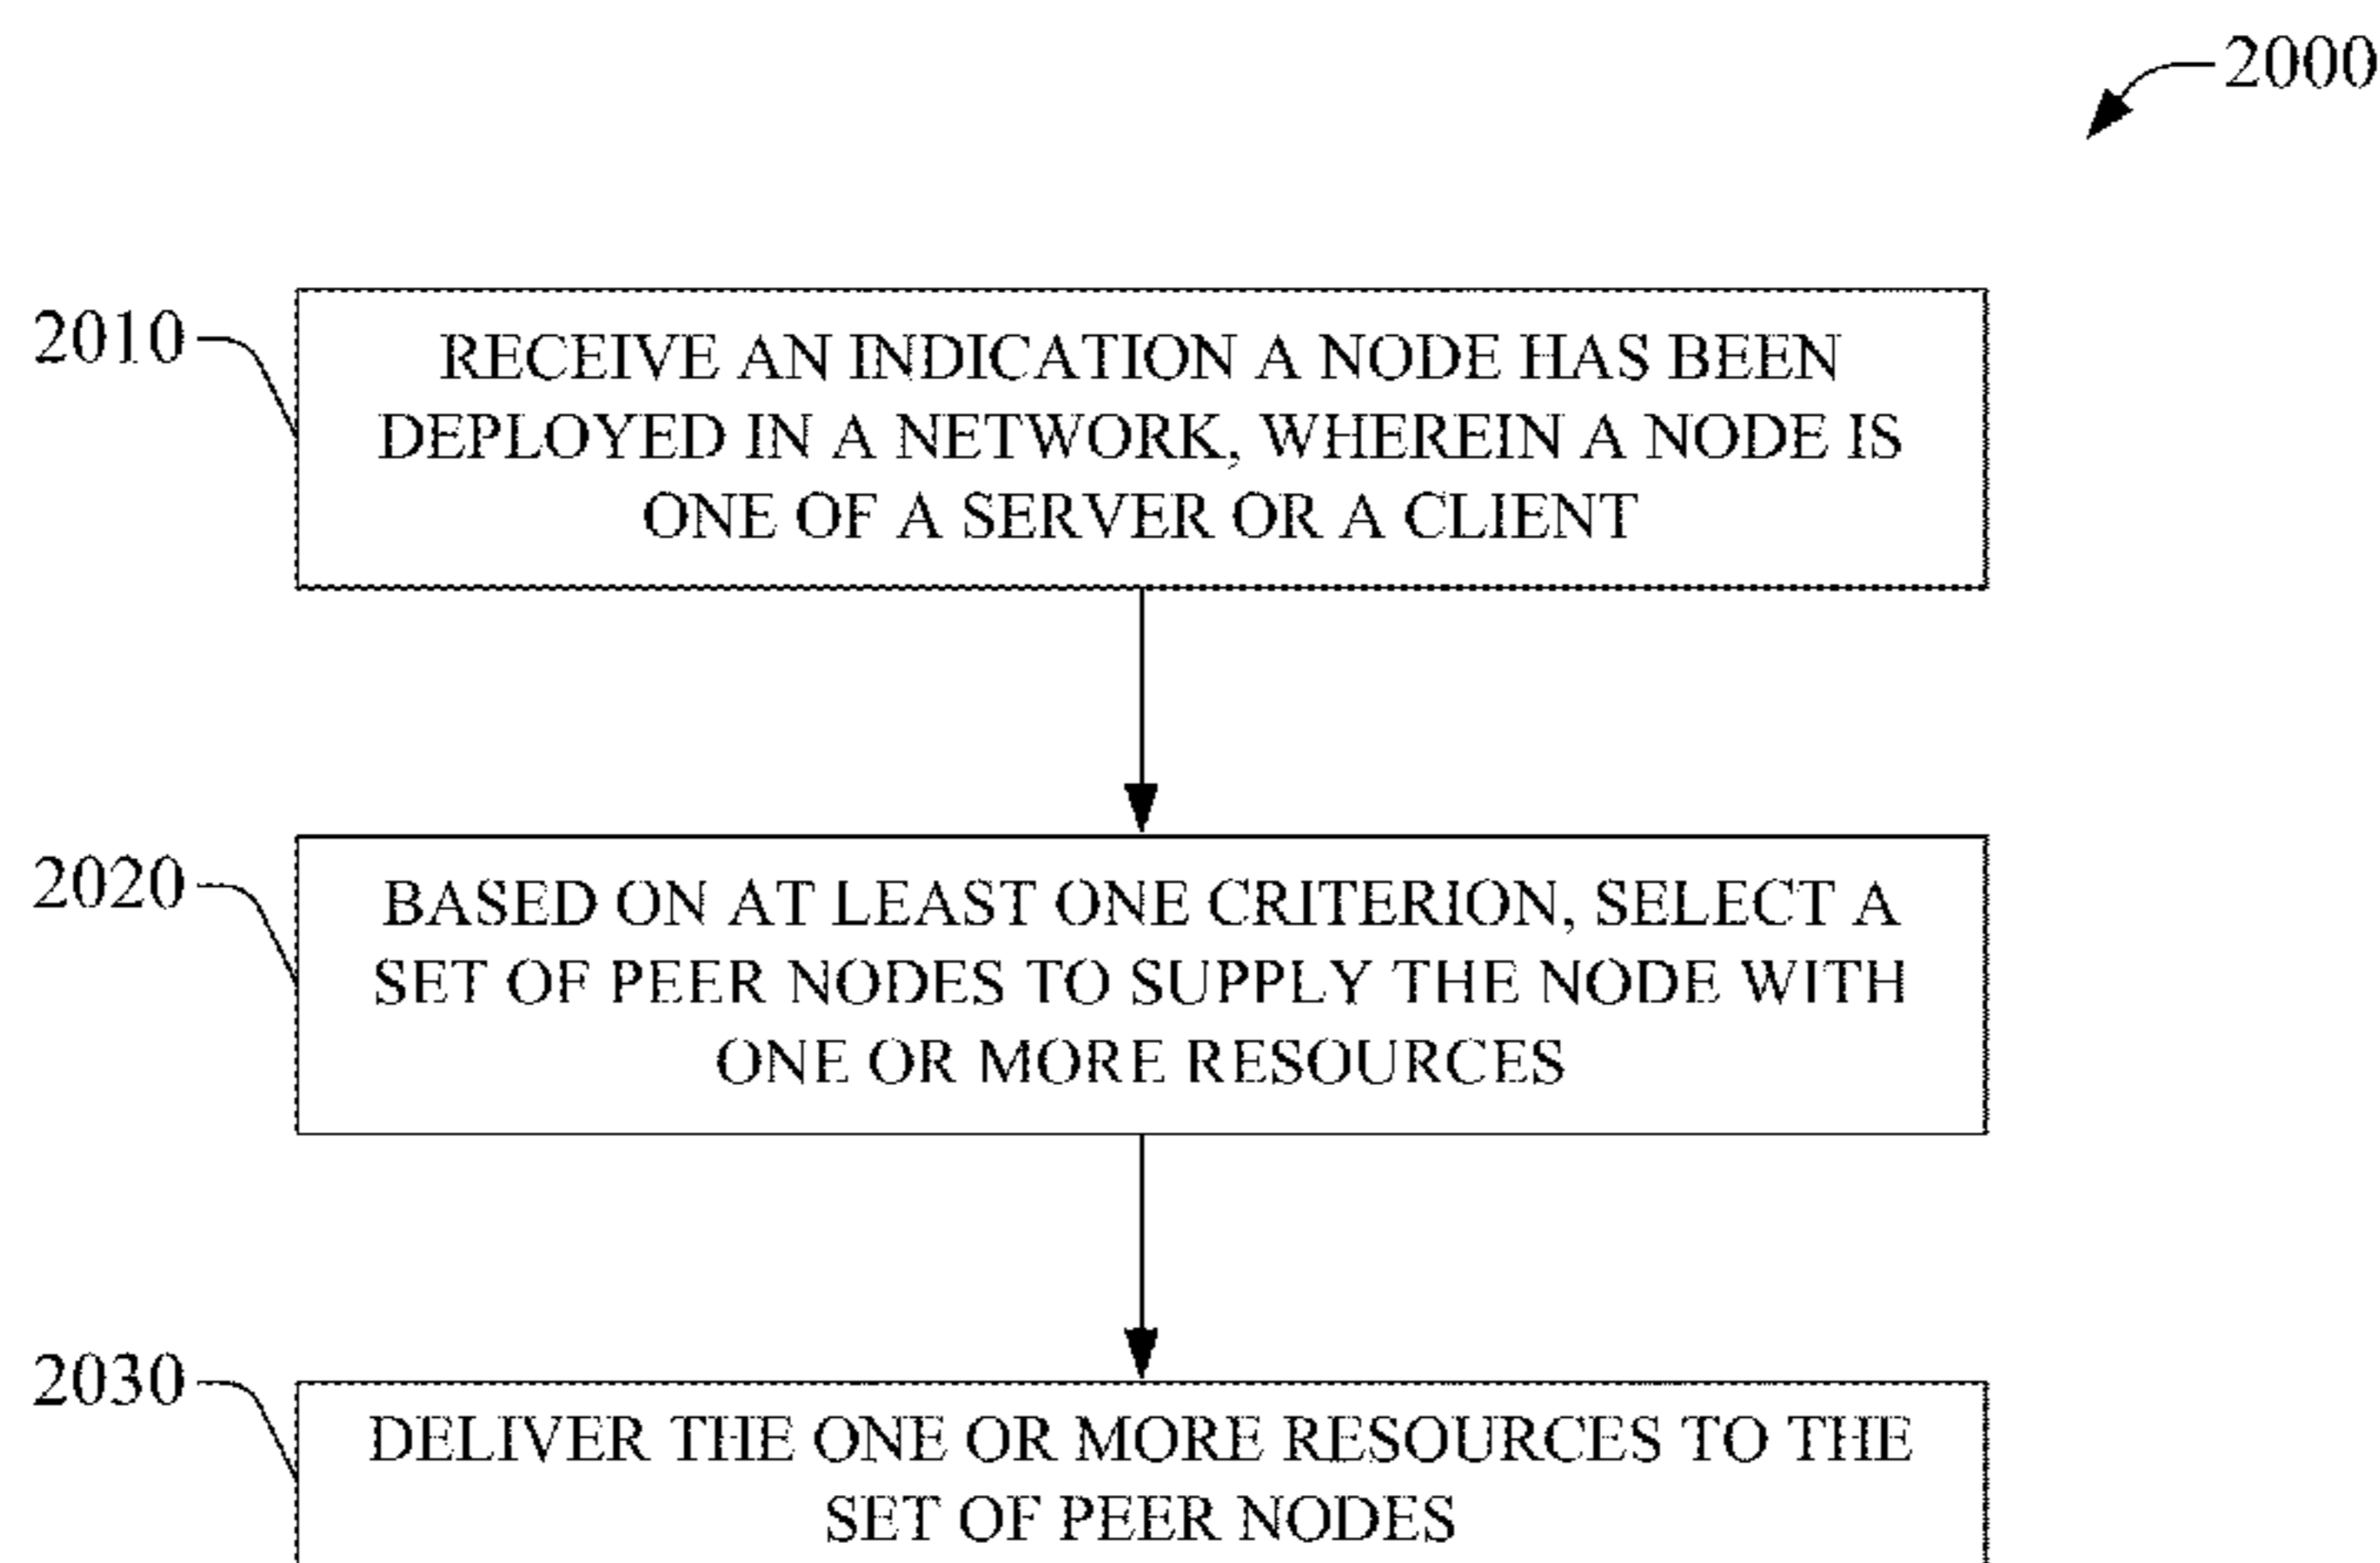 2000
2010
RECEIVE AN INDICATION A NODE HAS BEEN
DEPLOYED IN A NETWORK, WHEREIN A NODE IS
ONE OF A SERVER OR A CLIENT
2020
BASED ON AT LEAST ONE CRITERION, SELECT A
SET OF PEER NODES TO SUPPLY THE NODE WITH
ONE OR MORE RESOURCES
2030
DELIVER THE ONE OR MORE RESOURCES TO THE
SET OF PEER NODES